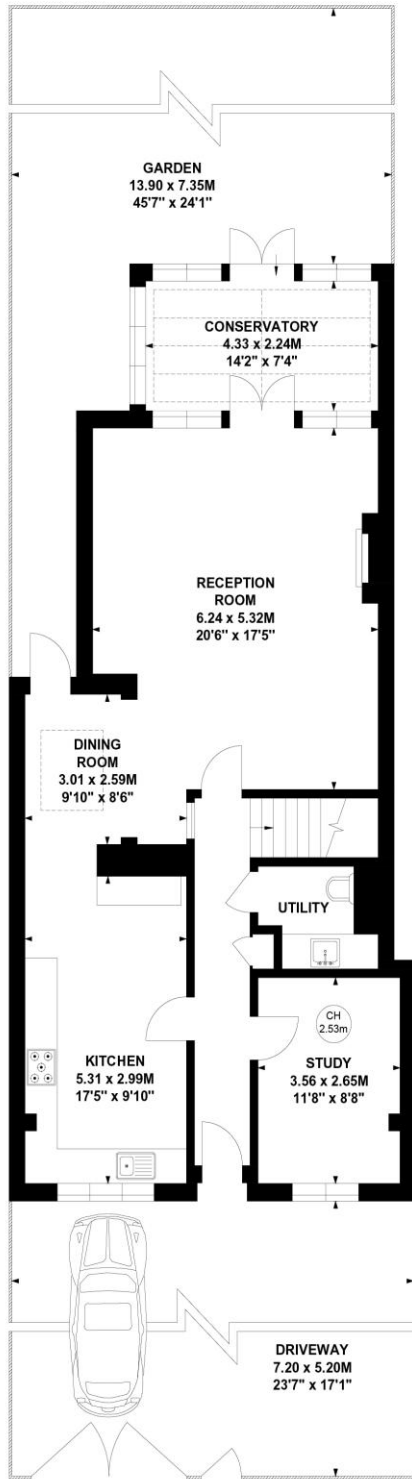 GARDEN
13.90 x 7.35M
45'7" x 24'1"
CONSERVATORY
4.33 x 2.24M
14'2" x 7'4"
RECEPTION
ROOM
6.24 x 5.32M
20'6" x 17'5"
DINING
ROOM
3.01 x 2.59M
9'10" x 8'6"
UTILITY
CH
2.53m
KITCHEN
5.31 x 2.99M
17'5" x 9'10"
STUDY
3.56 x 2.65M
11'8" x 8'8"
DRIVEWAY
7.20 x 5.20M
23'7" x 17'1"